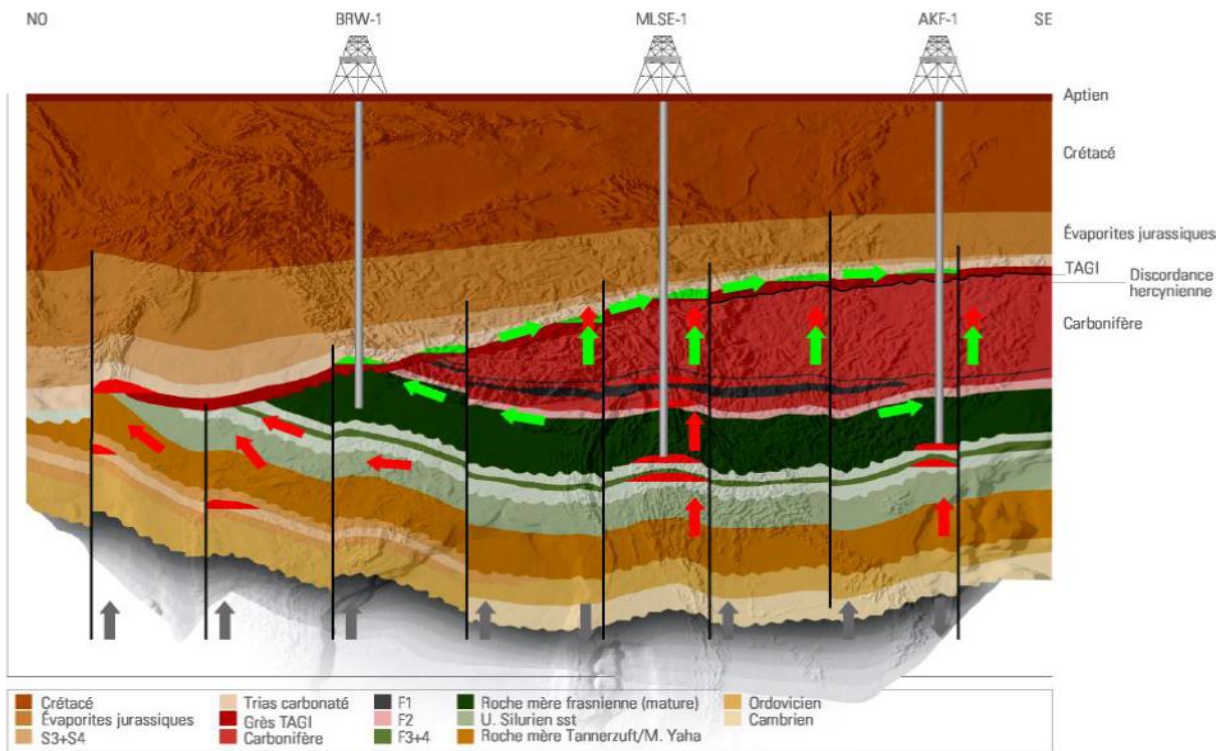 NO BRW-1 MLSE-1 AKF-1 SE
Aptien
Crétacé
Évaporites jurassiques
TAGI
Discordance
hercynienne
Carbonifère
Crétacé
Évaporites jurassiques
S3+S4
Trias carbonaté
Grès TAGI
Carbonifère
F1
F2
F3+4
Roche mère frasnienne (mature)
U. Silurien sst
Roche mère Tannerzuft/M. Yaha
Ordovicien
Cambrien